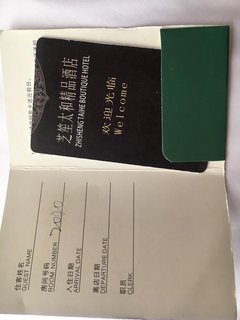 芝笙太和精品酒店
ZHISHENG TAIHE BOUTIQUE HOTEL
欢迎光临
Welcome
住客姓名
GUEST NAME
房间号码
ROOM NUMBER 2020
入住日期
ARRIVAL DATE
离店日期
DEPARTURE DATE
职员
CLERK